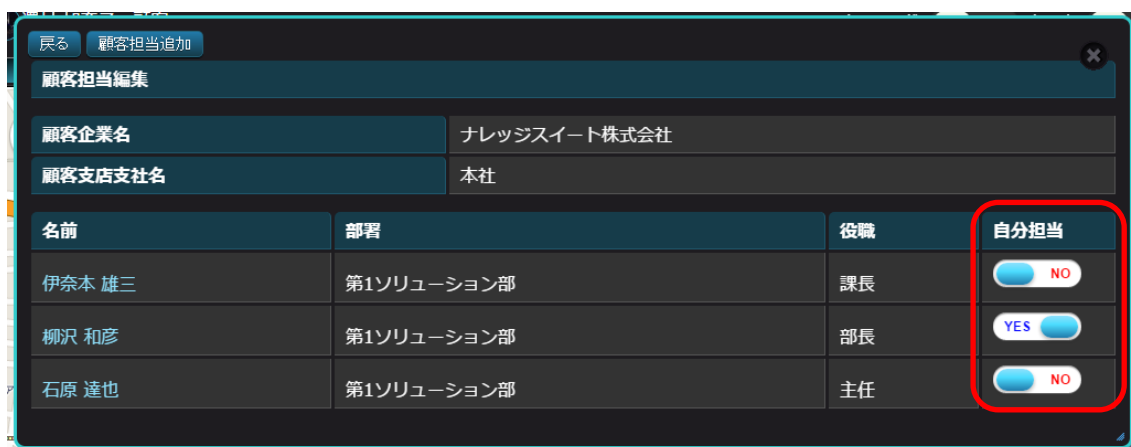 戻る 顧客担当追加
顧客担当編集
顧客企業名 ナレッジスイート株式会社
顧客支店支社名 本社
名前 部署 役職 自分担当
伊奈本 雄三 第1ソリューション部 課長 NO
柳沢 和彦 第1ソリューション部 部長 YES
石原 達也 第1ソリューション部 主任 NO